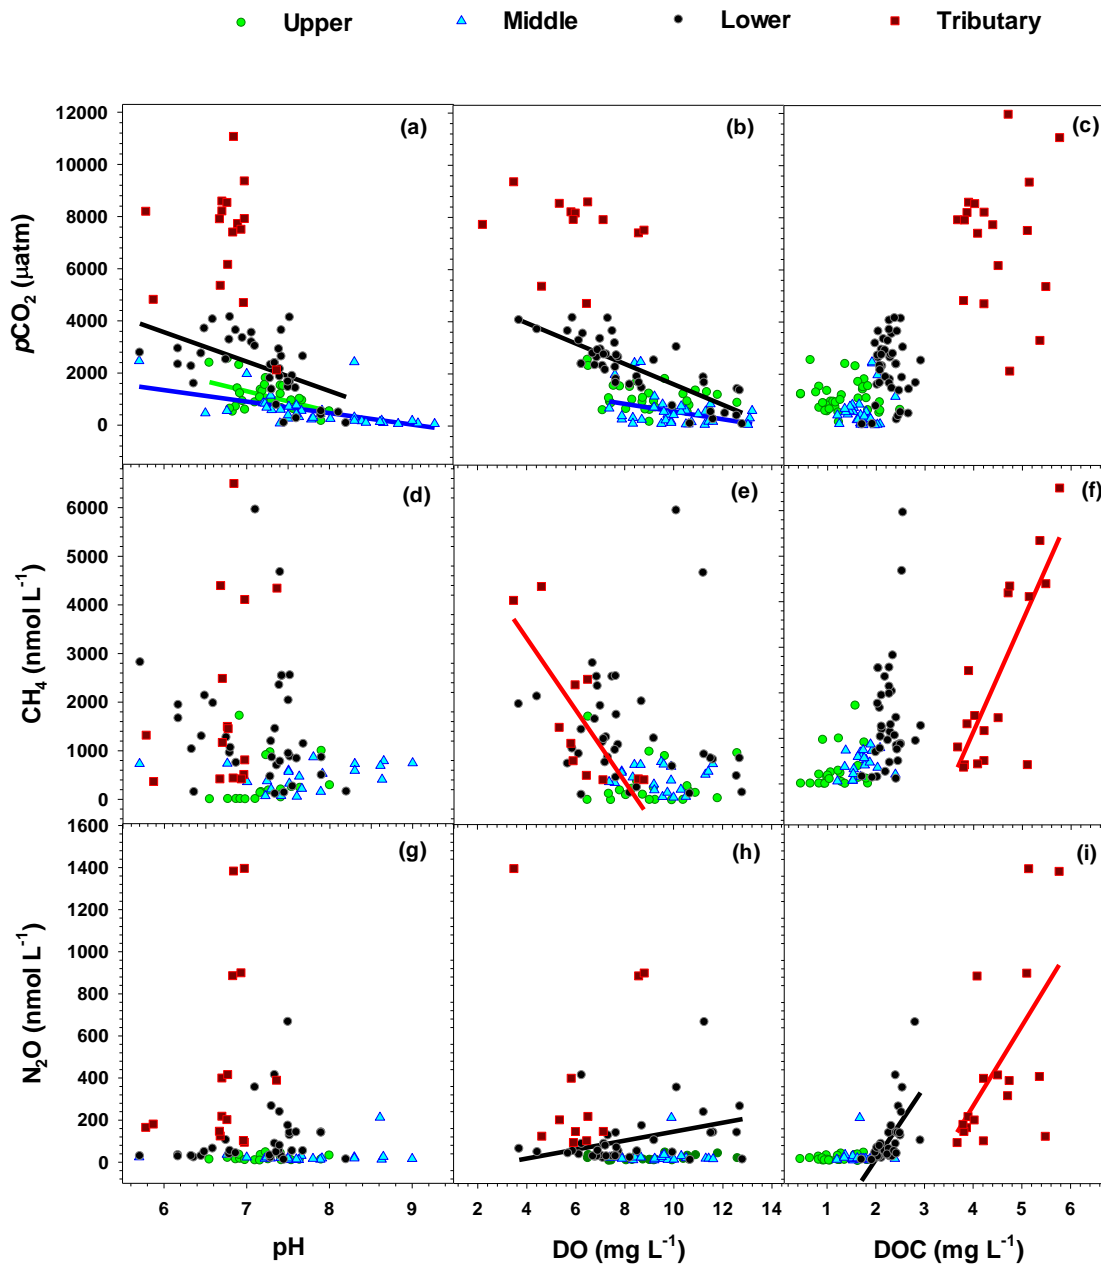 Upper Middle Lower Tributary
12000
10000
8000
6000
4000
2000
0
pCO₂ (µatm)
(a) (b) (c)
6000
5000
4000
3000
2000
1000
0
CH₄ (nmol L⁻¹)
(d) (e) (f)
1600
1400
1200
1000
800
600
400
200
0
N₂O (nmol L⁻¹)
(g) (h) (i)
6 7 8 9 2 4 6 8 10 12 14 1 2 3 4 5 6
pH DO (mg L⁻¹) DOC (mg L⁻¹)